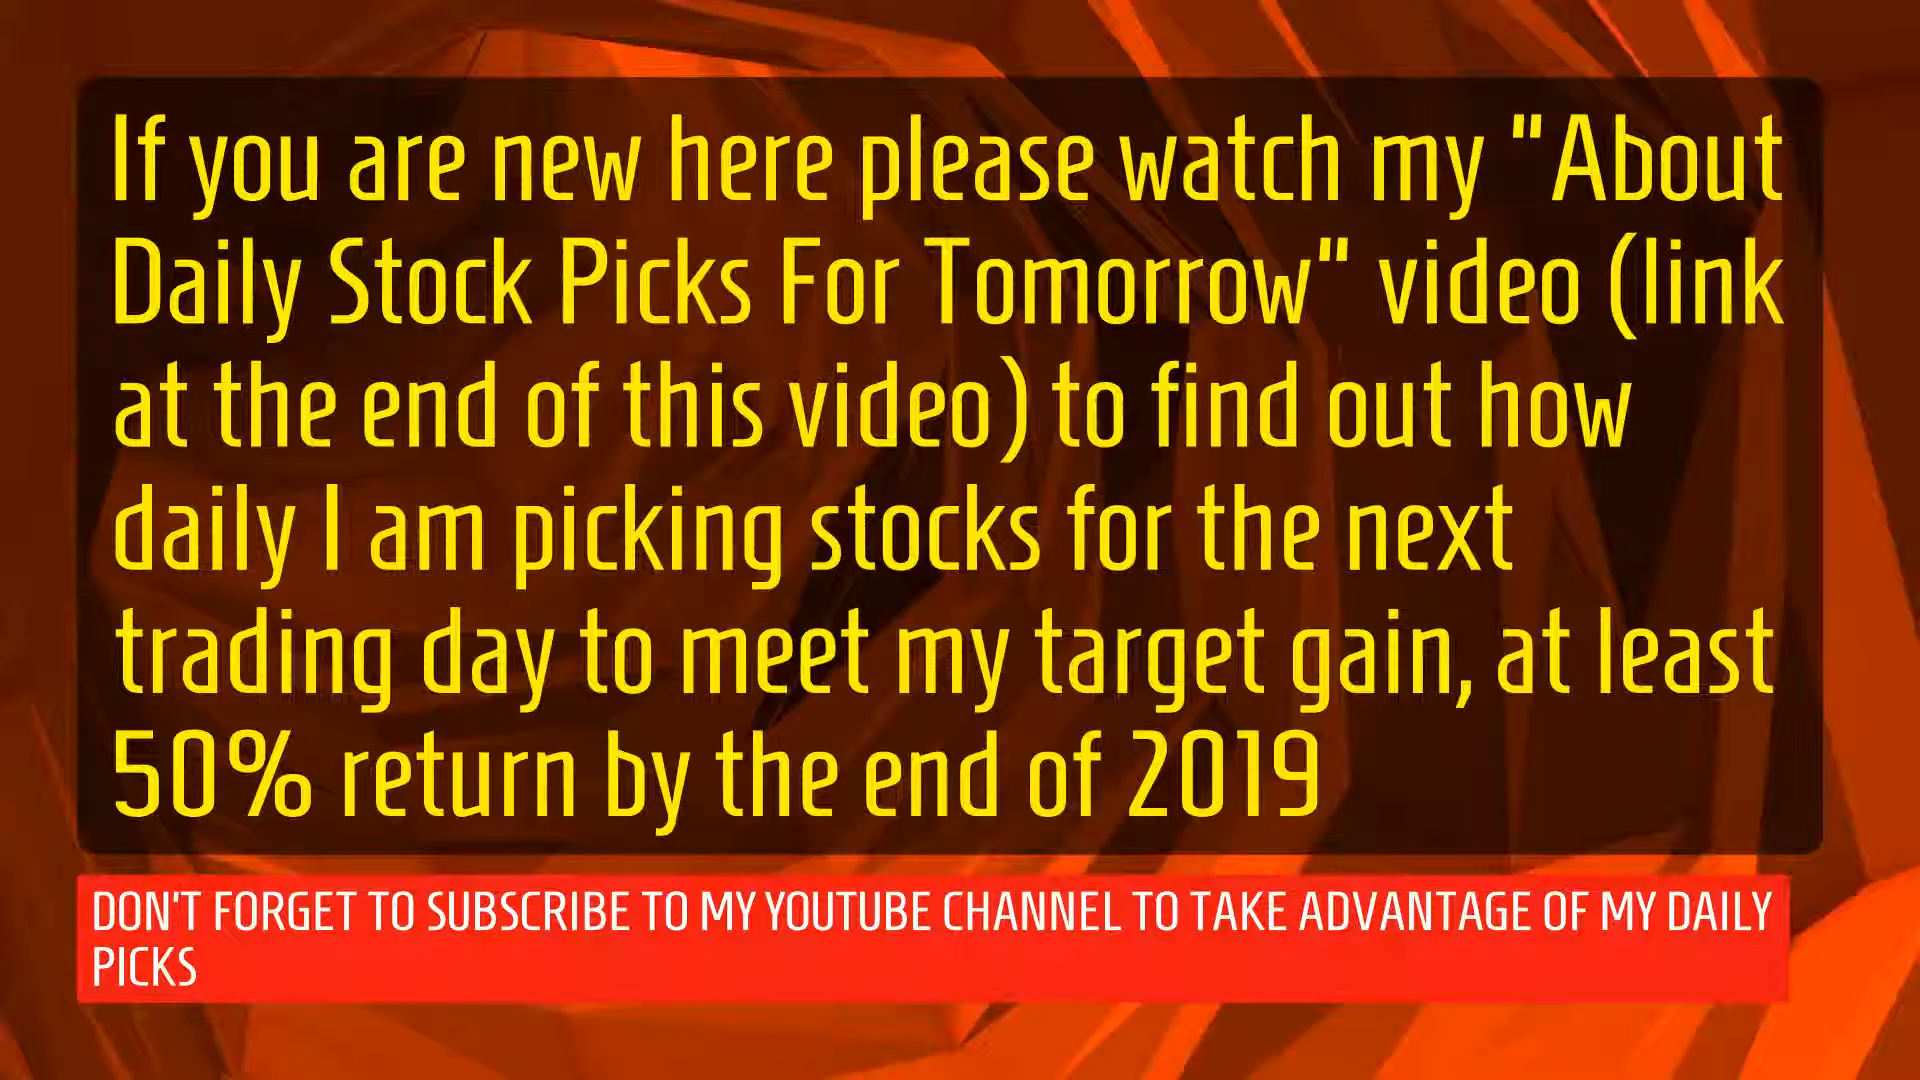 If you are new here please watch my "About
Daily Stock Picks For Tomorrow" video (link
at the end of this video) to find out how
daily I am picking stocks for the next
trading day to meet my target gain, at least
50% return by the end of 2019
DON'T FORGET TO SUBSCRIBE TO MY YOUTUBE CHANNEL TO TAKE ADVANTAGE OF MY DAILY
PICKS